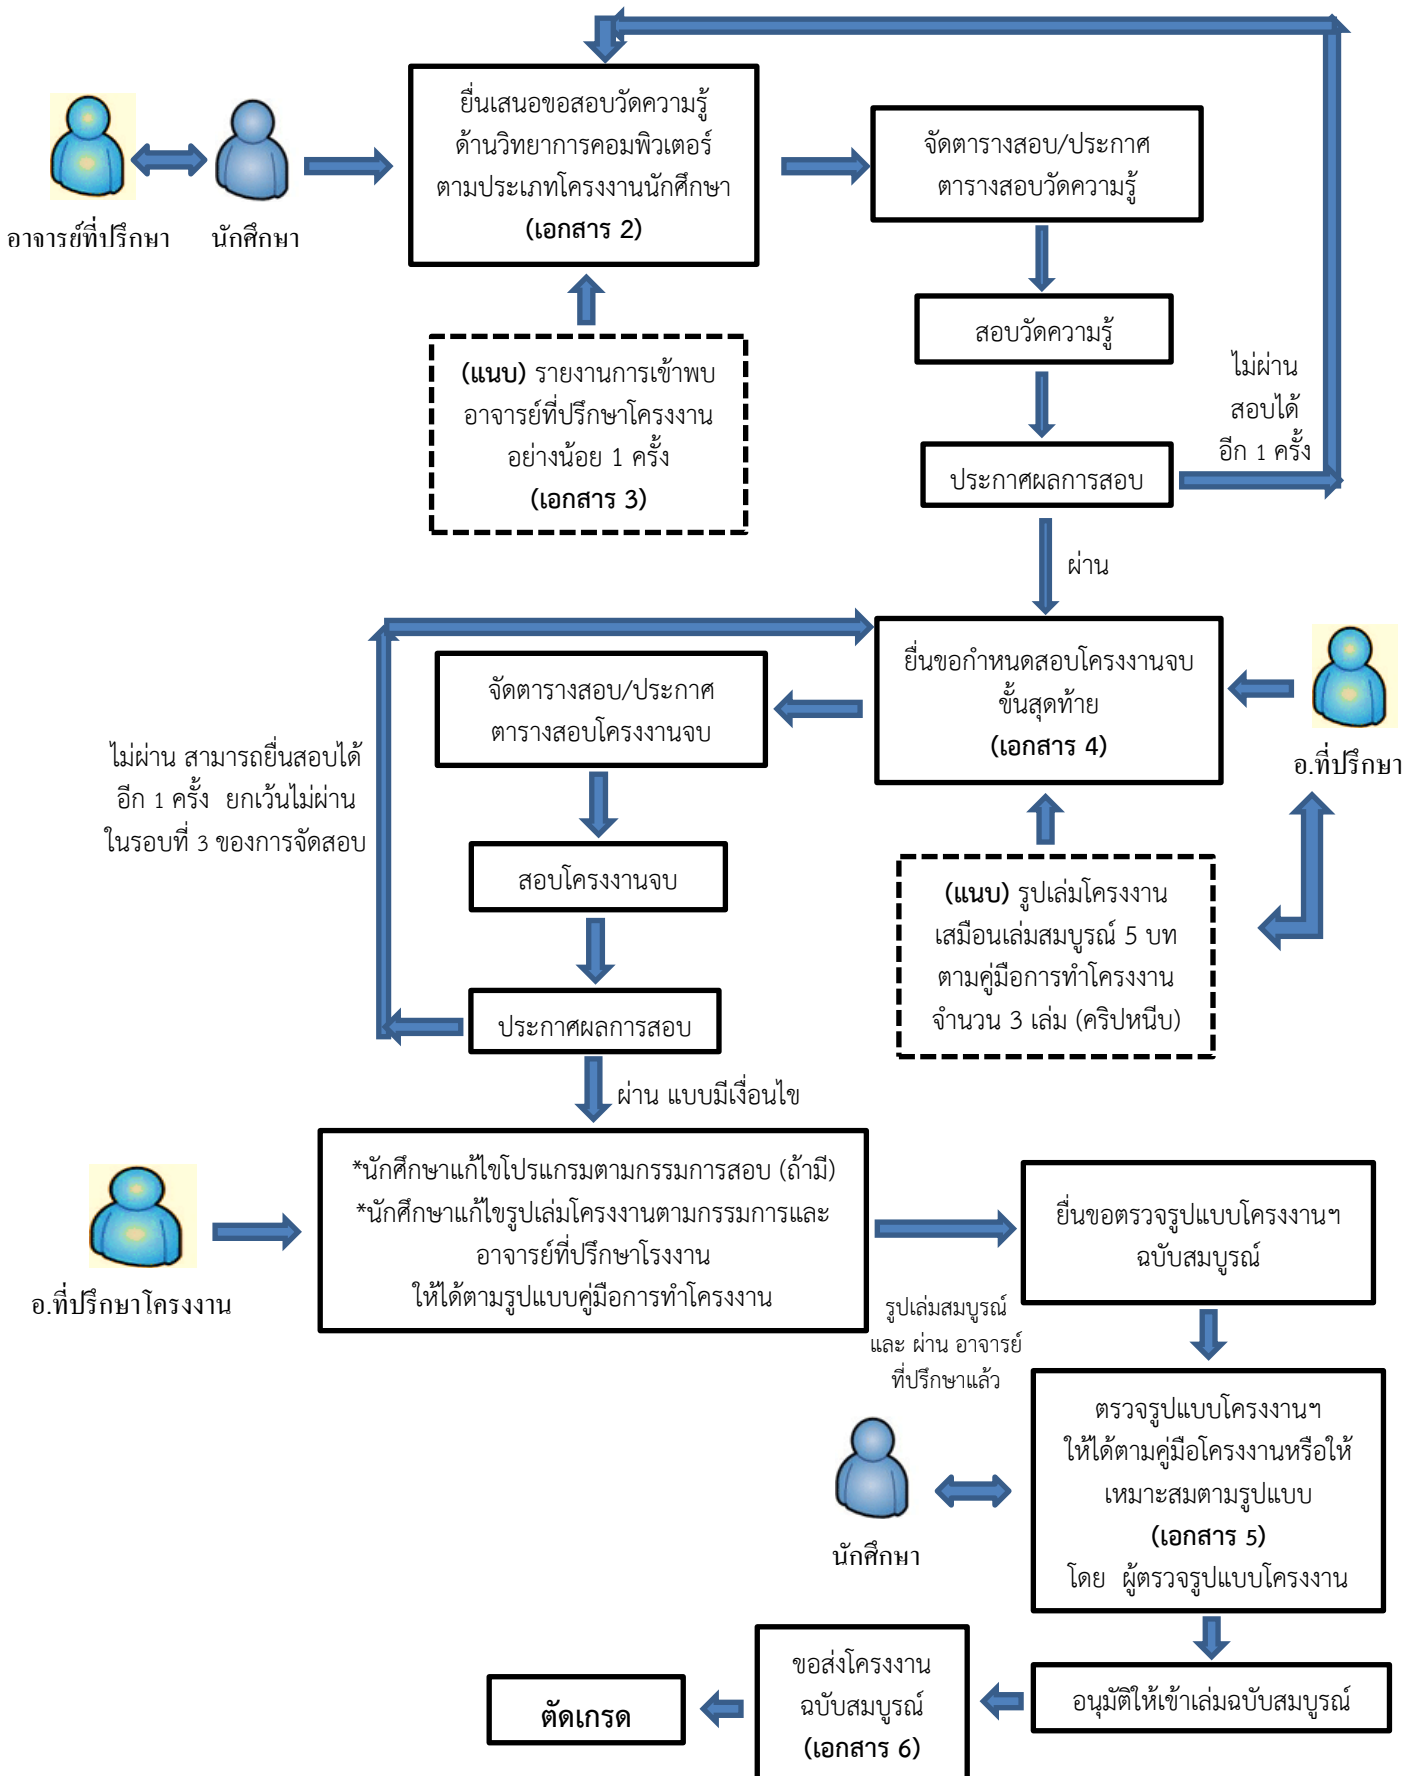 ยื่นเสนอขอสอบวัดความรู้
ด้านวิทยาการคอมพิวเตอร์
ตามประเภทโครงงานนักศึกษา
(เอกสาร 2)
อาจารย์ที่ปรึกษา
นักศึกษา
จัดตารางสอบ/ประกาศ
ตารางสอบวัดความรู้
สอบวัดความรู้
(แนบ) รายงานการเข้าพบ
อาจารย์ที่ปรึกษาโครงงาน
อย่างน้อย 1 ครั้ง
(เอกสาร 3)
ไม่ผ่าน
สอบได้
อีก 1 ครั้ง
ประกาศผลการสอบ
ผ่าน
ยื่นขอกำหนดสอบโครงงานจบ
ขั้นสุดท้าย
(เอกสาร 4)
อ.ที่ปรึกษา
จัดตารางสอบ/ประกาศ
ตารางสอบโครงงานจบ
ไม่ผ่าน สามารถยื่นสอบได้
อีก 1 ครั้ง ยกเว้นไม่ผ่าน
ในรอบที่ 3 ของการจัดสอบ
สอบโครงงานจบ
(แนบ) รูปเล่มโครงงาน
เสมือนเล่มสมบูรณ์ 5 บท
ตามคู่มือการทำโครงงาน
จำนวน 3 เล่ม (คริปหนีบ)
ประกาศผลการสอบ
ผ่าน แบบมีเงื่อนไข
*นักศึกษาแก้ไขโปรแกรมตามกรรมการสอบ (ถ้ามี)
*นักศึกษาแก้ไขรูปเล่มโครงงานตามกรรมการและ
อาจารย์ที่ปรึกษาโรงงาน
ให้ได้ตามรูปแบบคู่มือการทำโครงงาน
อ.ที่ปรึกษาโครงงาน
ยื่นขอตรวจรูปแบบโครงงานฯ
ฉบับสมบูรณ์
รูปเล่มสมบูรณ์
และ ผ่าน อาจารย์
ที่ปรึกษาแล้ว
ตรวจรูปแบบโครงงานฯ
ให้ได้ตามคู่มือโครงงานหรือให้
เหมาะสมตามรูปแบบ
(เอกสาร 5)
โดย ผู้ตรวจรูปแบบโครงงาน
นักศึกษา
อนุมัติให้เข้าเล่มฉบับสมบูรณ์
ขอส่งโครงงาน
ฉบับสมบูรณ์
(เอกสาร 6)
ตัดเกรด